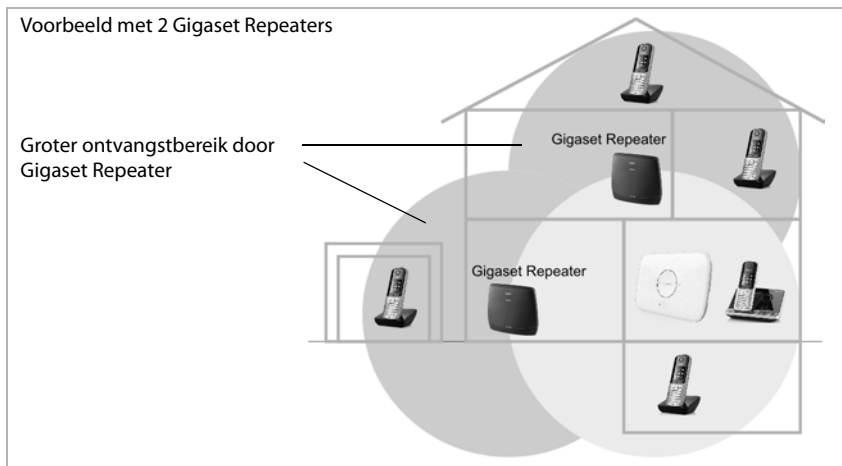 Voorbeeld met 2 Gigaset Repeaters
Groter ontvangstbereik door
Gigaset Repeater
Gigaset Repeater
Gigaset Repeater